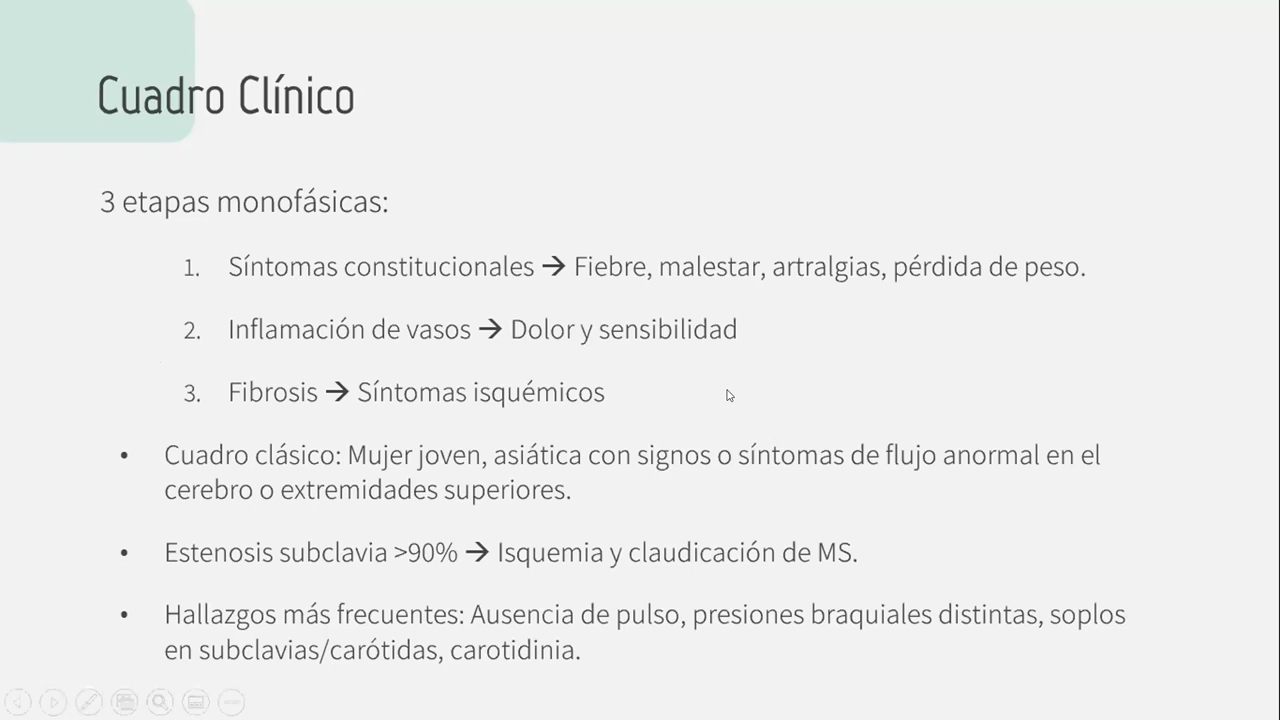 Cuadro Clínico
3 etapas monofásicas:
1. Síntomas constitucionales → Fiebre, malestar, artralgias, pérdida de peso.
2. Inflamación de vasos → Dolor y sensibilidad
3. Fibrosis → Síntomas isquémicos
• Cuadro clásico: Mujer joven, asiática con signos o síntomas de flujo anormal en el
cerebro o extremidades superiores.
• Estenosis subclavia >90% → Isquemia y claudicación de MS.
• Hallazgos más frecuentes: Ausencia de pulso, presiones braquiales distintas, soplos
en subclavias/carótidas, carotidinia.